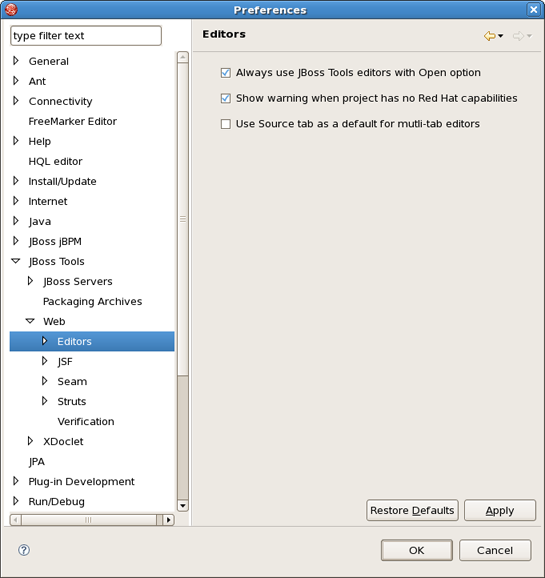 Preferences
type filter text
General
Ant
Connectivity
FreeMarker Editor
Help
HQL editor
Install/Update
Internet
Java
JBoss jBPM
JBoss Tools
JBoss Servers
Packaging Archives
Web
Editors
JSF
Seam
Struts
Verification
XDoclet
JPA
Plug-in Development
Run/Debug
Editors
Always use JBoss Tools editors with Open option
Show warning when project has no Red Hat capabilities
Use Source tab as a default for mutli-tab editors
Restore Defaults
Apply
?
OK
Cancel